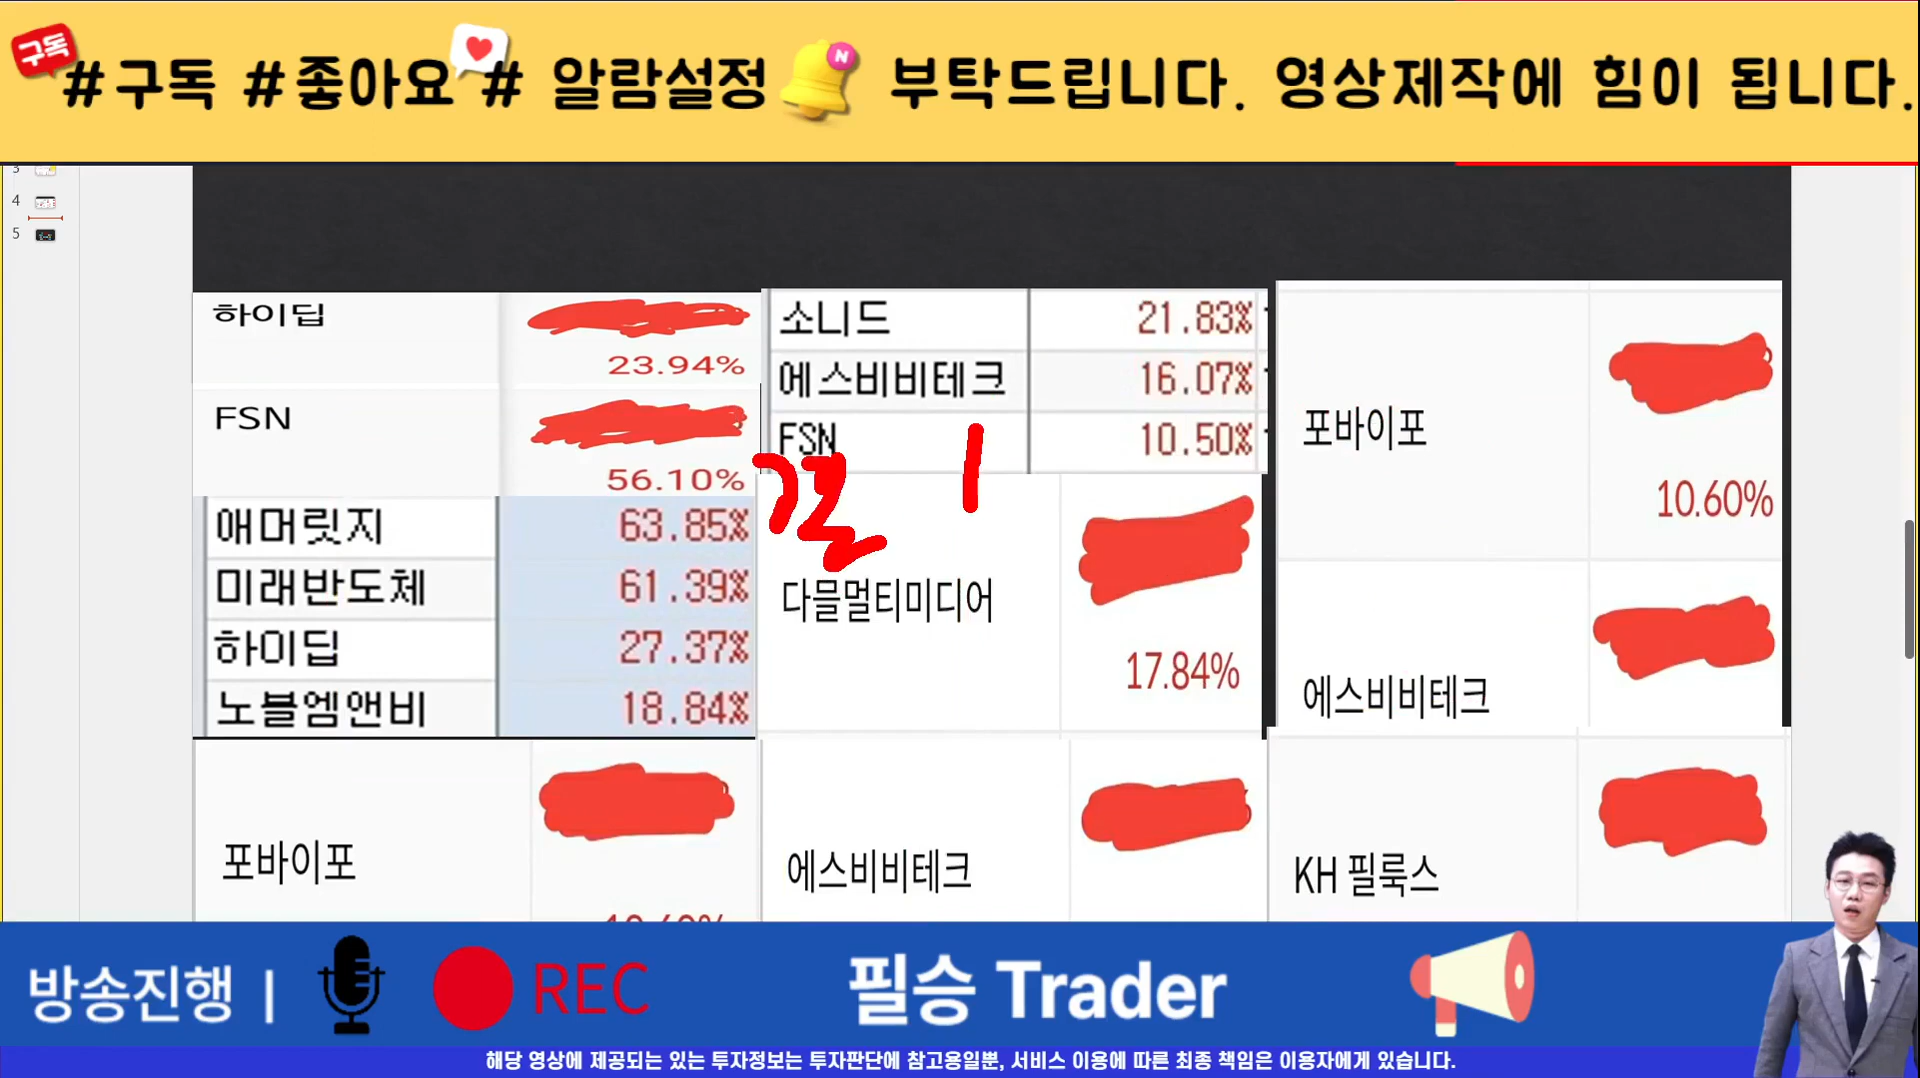 구독
#구독 #좋아요 # 알람설정 N 부탁드립니다. 영상제작에 힘이 됩니다.
3
4
5
하이딥
23.94%
FSN
56.10%
애머릿지 63.85%
미래반도체 61.39%
하이딥 27.37%
노블엠앤비 18.84%
소니드 21.83%
에스비비테크 16.07%
FSN 10.50%
다믈멀티미디어
17.84%
포바이포
10.60%
에스비비테크
포바이포
에스비비테크
KH 필룩스
방송진행 | REC 필승 Trader
해당 영상에 제공되는 있는 투자정보는 투자판단에 참고용일뿐, 서비스 이용에 따른 최종 책임은 이용자에게 있습니다.